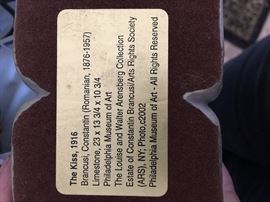 The Kiss, 1916
Brancusi, Constantin (Romanian, 1876-1957)
Limestone, 23 x 13 3/4 x 10 3/4
Philadelphia Museum of Art
The Louise and Walter Arensberg Collection
Estate of Constantin Brancusi/Arts Rights Society
(ARS), NY; Photo,c2002
Philadelphia Museum of Art - All Rights Reserved